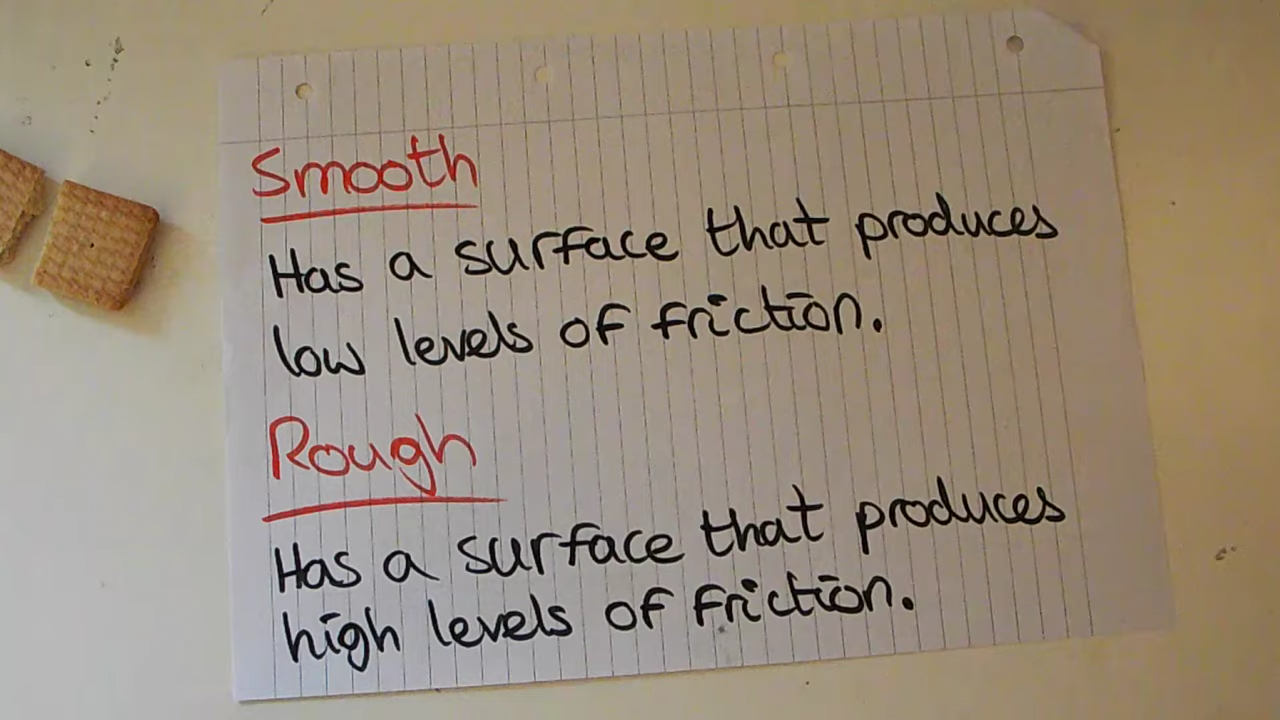 Smooth
Has a surface that produces
low levels of friction.
Rough
Has a surface that produces
high levels of friction.